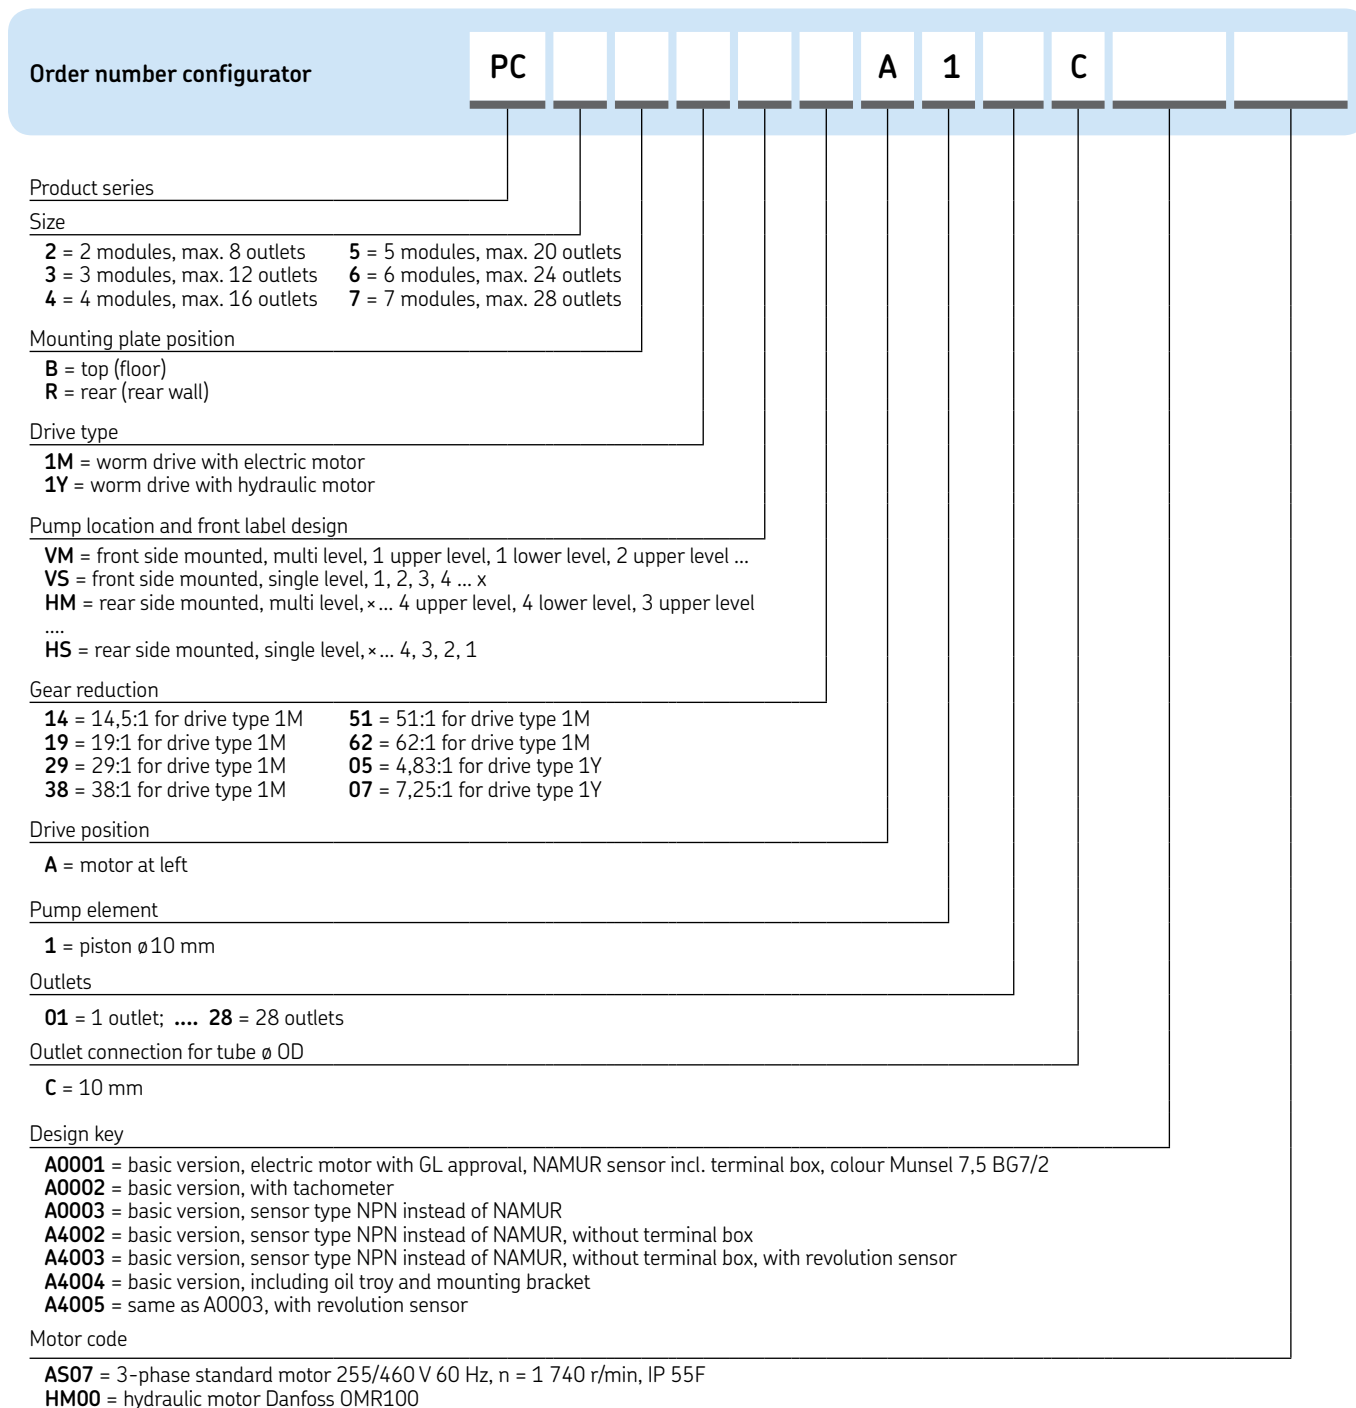 Order number configurator
PC A 1 C
Product series
Size
2 = 2 modules, max. 8 outlets 5 = 5 modules, max. 20 outlets
3 = 3 modules, max. 12 outlets 6 = 6 modules, max. 24 outlets
4 = 4 modules, max. 16 outlets 7 = 7 modules, max. 28 outlets
Mounting plate position
B = top (floor)
R = rear (rear wall)
Drive type
1M = worm drive with electric motor
1Y = worm drive with hydraulic motor
Pump location and front label design
VM = front side mounted, multi level, 1 upper level, 1 lower level, 2 upper level ...
VS = front side mounted, single level, 1, 2, 3, 4 ... x
HM = rear side mounted, multi level, × ... 4 upper level, 4 lower level, 3 upper level
....
HS = rear side mounted, single level, × ... 4, 3, 2, 1
Gear reduction
14 = 14,5:1 for drive type 1M 51 = 51:1 for drive type 1M
19 = 19:1 for drive type 1M 62 = 62:1 for drive type 1M
29 = 29:1 for drive type 1M 05 = 4,83:1 for drive type 1Y
38 = 38:1 for drive type 1M 07 = 7,25:1 for drive type 1Y
Drive position
A = motor at left
Pump element
1 = piston ø 10 mm
Outlets
01 = 1 outlet; .... 28 = 28 outlets
Outlet connection for tube ø OD
C = 10 mm
Design key
A0001 = basic version, electric motor with GL approval, NAMUR sensor incl. terminal box, colour Munsel 7,5 BG7/2
A0002 = basic version, with tachometer
A0003 = basic version, sensor type NPN instead of NAMUR
A4002 = basic version, sensor type NPN instead of NAMUR, without terminal box
A4003 = basic version, sensor type NPN instead of NAMUR, without terminal box, with revolution sensor
A4004 = basic version, including oil troy and mounting bracket
A4005 = same as A0003, with revolution sensor
Motor code
AS07 = 3-phase standard motor 255/460 V 60 Hz, n = 1 740 r/min, IP 55F
HM00 = hydraulic motor Danfoss OMR100